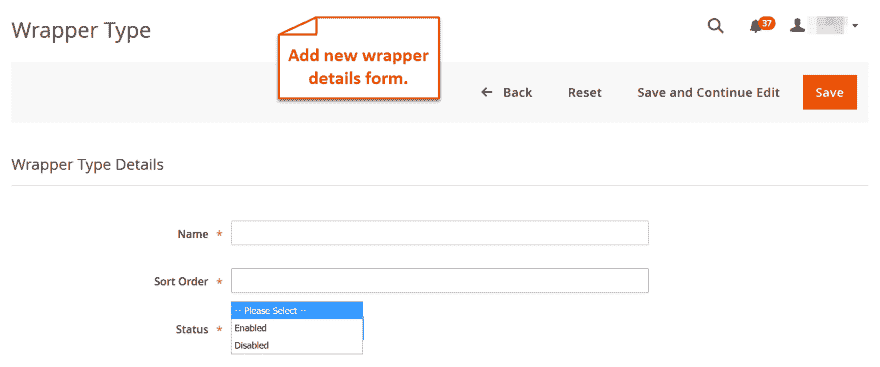 Wrapper Type
37
Add new wrapper
details form.
Back Reset Save and Continue Edit Save
Wrapper Type Details
Name *
Sort Order *
-- Please Select --
Status * Enabled
Disabled